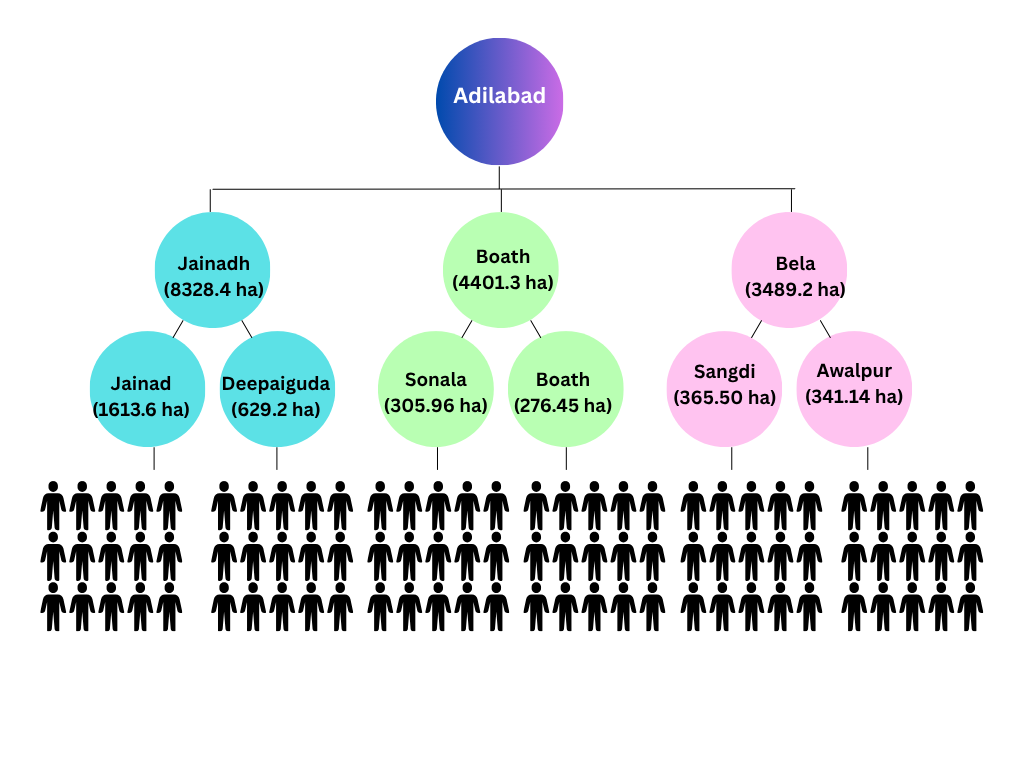 Adilabad
Jainadh
(8328.4 ha)
Boath
(4401.3 ha)
Bela
(3489.2 ha)
Jainad
(1613.6 ha)
Deepaiguda
(629.2 ha)
Sonala
(305.96 ha)
Boath
(276.45 ha)
Sangdi
(365.50 ha)
Awalpur
(341.14 ha)